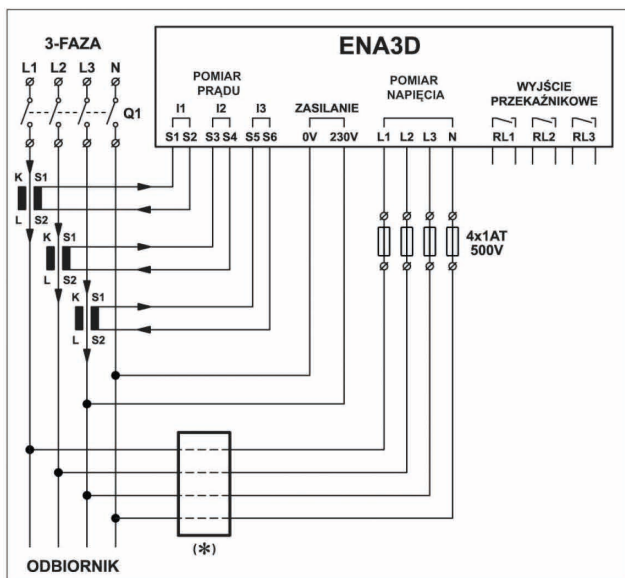 ENA3D
3-FAZA
L1 L2 L3 N
Q1
POMIAR
PRĄDU
I1 I2 I3
S1 S2 S3 S4 S5 S6
ZASILANIE
0V 230V
POMIAR
NAPIĘCIA
L1 L2 L3 N
WYJŚCIE
PRZEKAŹNIKOWE
RL1 RL2 RL3
K S1
L S2
K S1
L S2
K S1
L S2
4x1AT
500V
(*)
ODBIORNIK